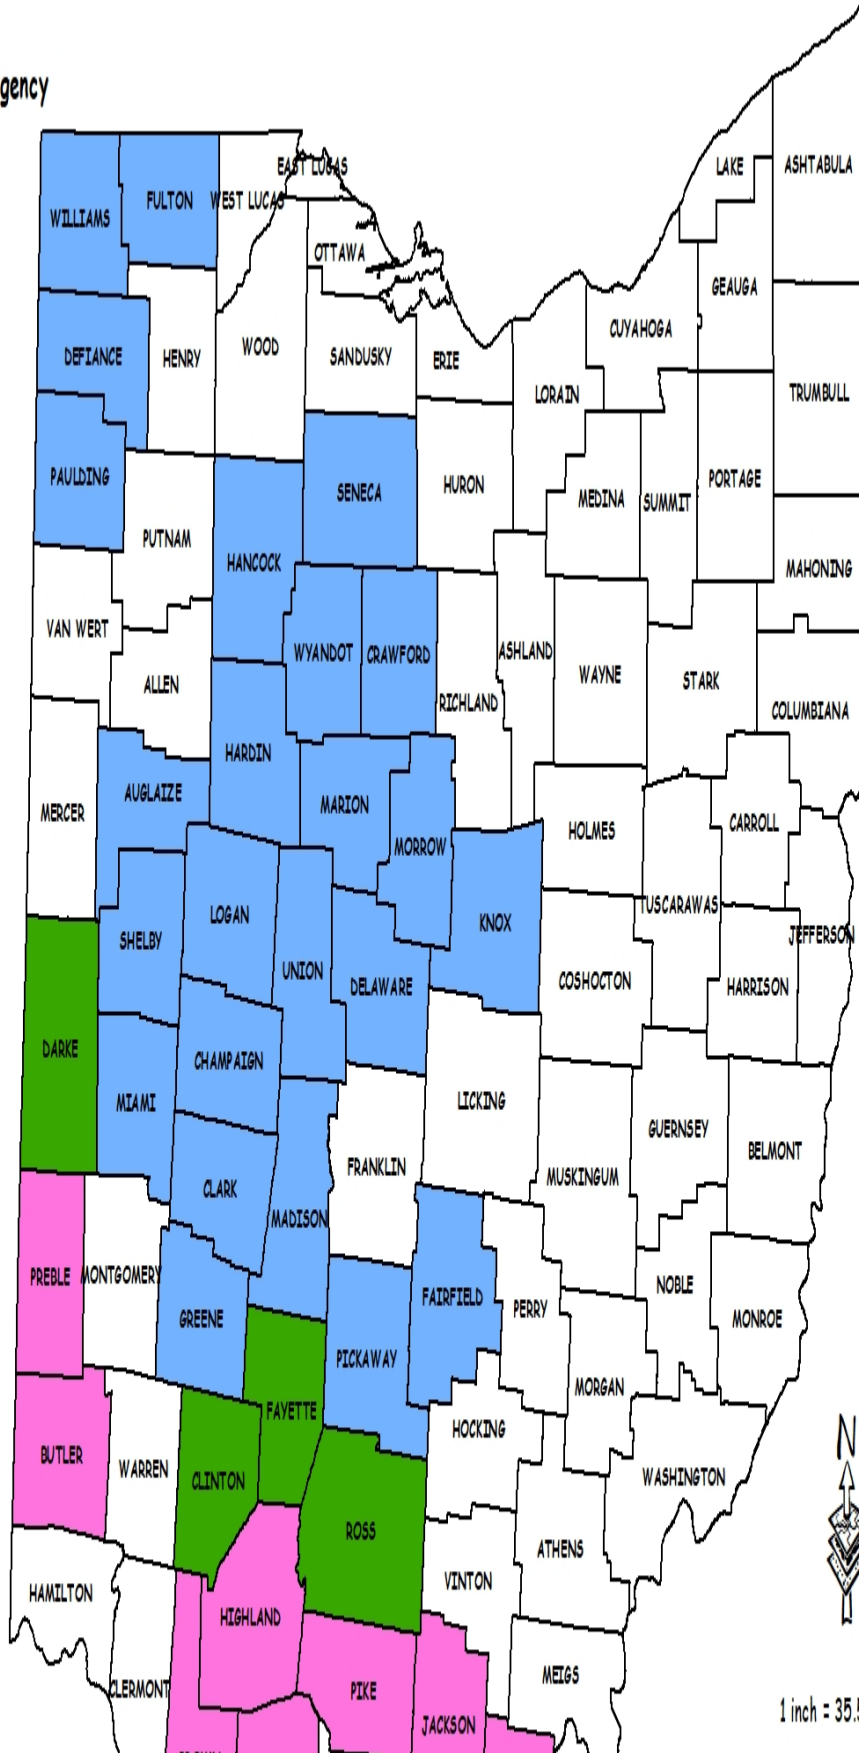 gency
LAKE
ASHTABULA
EAST LUCAS
WEST LUCAS
FULTON
WILLIAMS
OTTAWA
GEAUGA
CUYAHOGA
DEFIANCE
HENRY
WOOD
SANDUSKY
ERIE
LORAIN
TRUMBULL
PAULDING
SENECA
HURON
MEDINA
SUMMIT
PORTAGE
PUTNAM
HANCOCK
MAHONING
VAN WERT
WYANDOT
CRAWFORD
ASHLAND
WAYNE
STARK
ALLEN
RICHLAND
COLUMBIANA
HARDIN
AUGLAIZE
MERCER
MARION
MORROW
HOLMES
CARROLL
TUSCARAWAS
LOGAN
KNOX
SHELBY
JEFFERSON
UNION
DELAWARE
COSHOCTON
HARRISON
DARKE
CHAMPAIGN
MIAMI
LICKING
GUERNSEY
BELMONT
FRANKLIN
MUSKINGUM
CLARK
MADISON
PREBLE
MONTGOMERY
FAIRFIELD
NOBLE
PERRY
MONROE
GREENE
PICKAWAY
MORGAN
FAYETTE
HOCKING
BUTLER
WARREN
CLINTON
WASHINGTON
N
ROSS
ATHENS
VINTON
HAMILTON
HIGHLAND
MEIGS
CLERMONT
PIKE
JACKSON
1 inch = 35.5